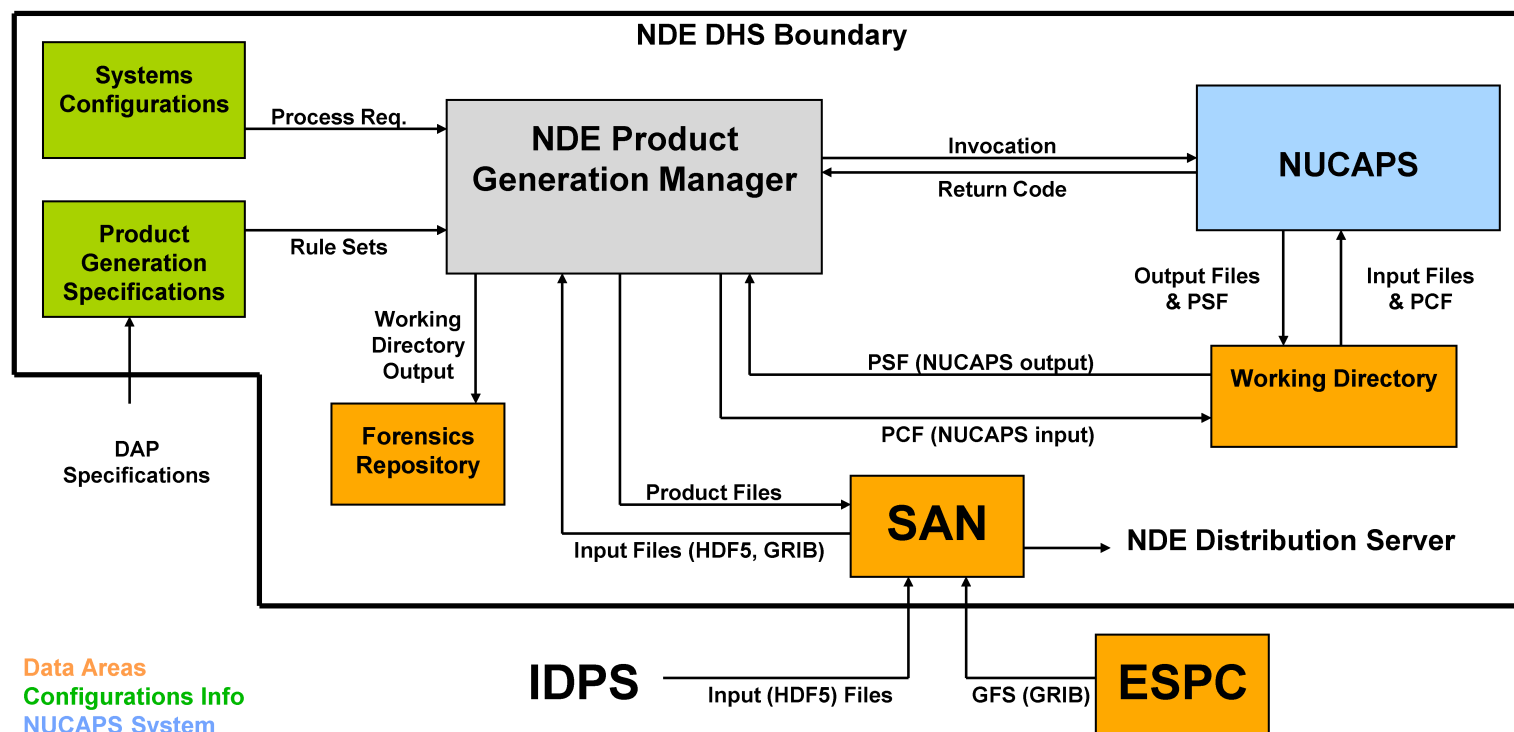 NDE DHS Boundary
Systems
Configurations
Process Req.
NDE Product
Generation Manager
Invocation
Return Code
NUCAPS
Product
Generation
Specifications
Rule Sets
Working
Directory
Output
Output Files
& PSF
Input Files
& PCF
PSF (NUCAPS output)
Working Directory
PCF (NUCAPS input)
DAP
Specifications
Forensics
Repository
Product Files
SAN
Input Files (HDF5, GRIB)
NDE Distribution Server
IDPS
Input (HDF5) Files
GFS (GRIB)
ESPC
Data Areas
Configurations Info
NUCAPS System